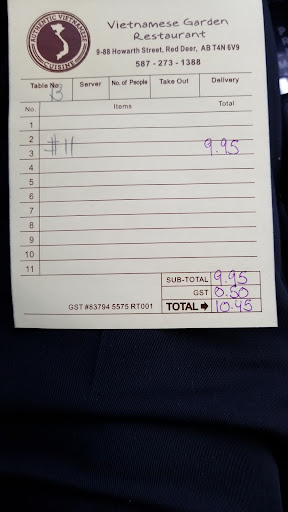 AUTHENTIC VIETNAMESE CUISINE
Vietnamese Garden
Restaurant
9-88 Howarth Street, Red Deer, AB T4N 6V9
587 - 273 - 1388
Table No. Server No. of People Take Out Delivery
13
No. Items Total
1
2
3 #11 9.95
4
5
6
7
8
9
10
11
SUB-TOTAL 9.95
GST 0.50
GST #83794 5575 RT001 TOTAL 10.45